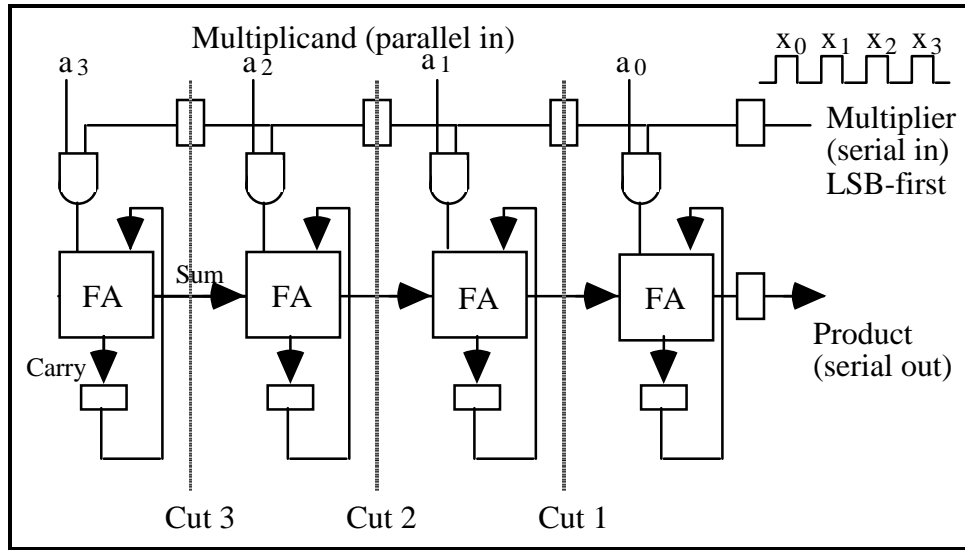 Multiplicand (parallel in)
x0 x1 x2 x3
a3 a2 a1 a0
Multiplier
(serial in)
LSB-first
Sum
FA FA FA FA
Product
(serial out)
Carry
Cut 3 Cut 2 Cut 1